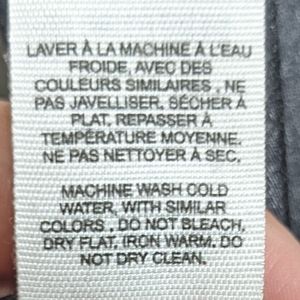 LAVER À LA MACHINE À L'EAU
FROIDE, AVEC DES
COULEURS SIMILAIRES , NE
PAS JAVELLISER. SÉCHER À
PLAT. REPASSER À
TEMPÉRATURE MOYENNE.
NE PAS NETTOYER À SEC.
MACHINE WASH COLD
WATER, WITH SIMILAR
COLORS , DO NOT BLEACH.
DRY FLAT. IRON WARM. DO
NOT DRY CLEAN.